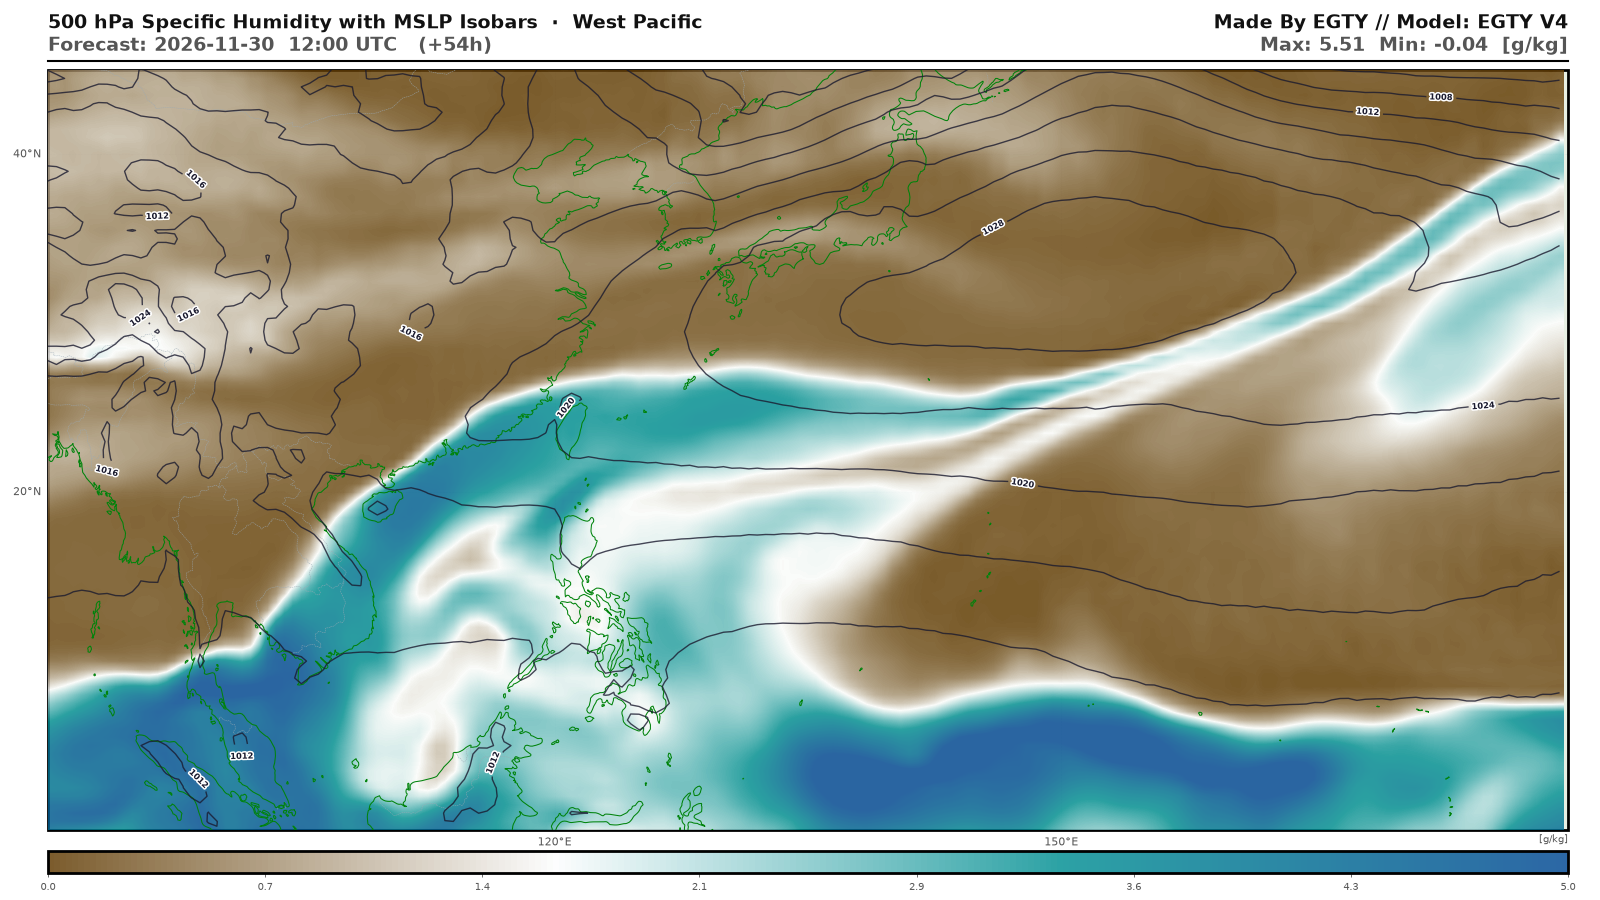 500 hPa Specific Humidity with MSLP Isobars · West Pacific
Made By EGTY // Model: EGTY V4
Forecast: 2026-11-30 12:00 UTC (+54h)
Max: 5.51 Min: -0.04 [g/kg]
1008
1012
40°N
1016
1012
1028
1024
1016
1016
1020
1024
1016
20°N
1020
1012
1012
1012
120°E
150°E
[g/kg]
0.0
0.7
1.4
2.1
2.9
3.6
4.3
5.0